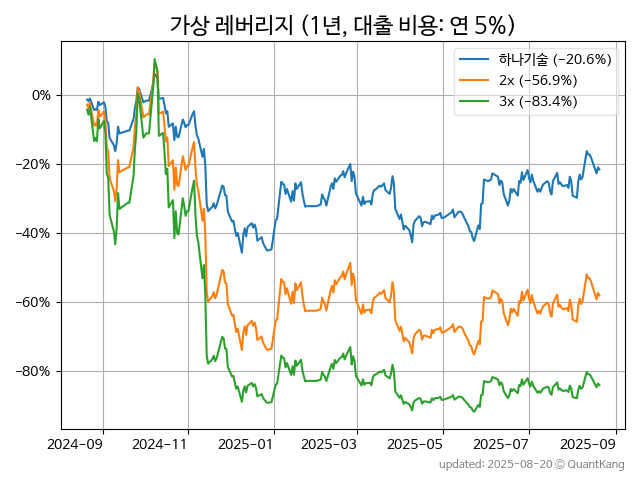 가상 레버리지 (1년, 대출 비용: 연 5%)
하나기술 (-20.6%)
2x (-56.9%)
3x (-83.4%)
0%
-20%
-40%
-60%
-80%
2024-09 2024-11 2025-01 2025-03 2025-05 2025-07 2025-09
updated: 2025-08-20 © QuantKang